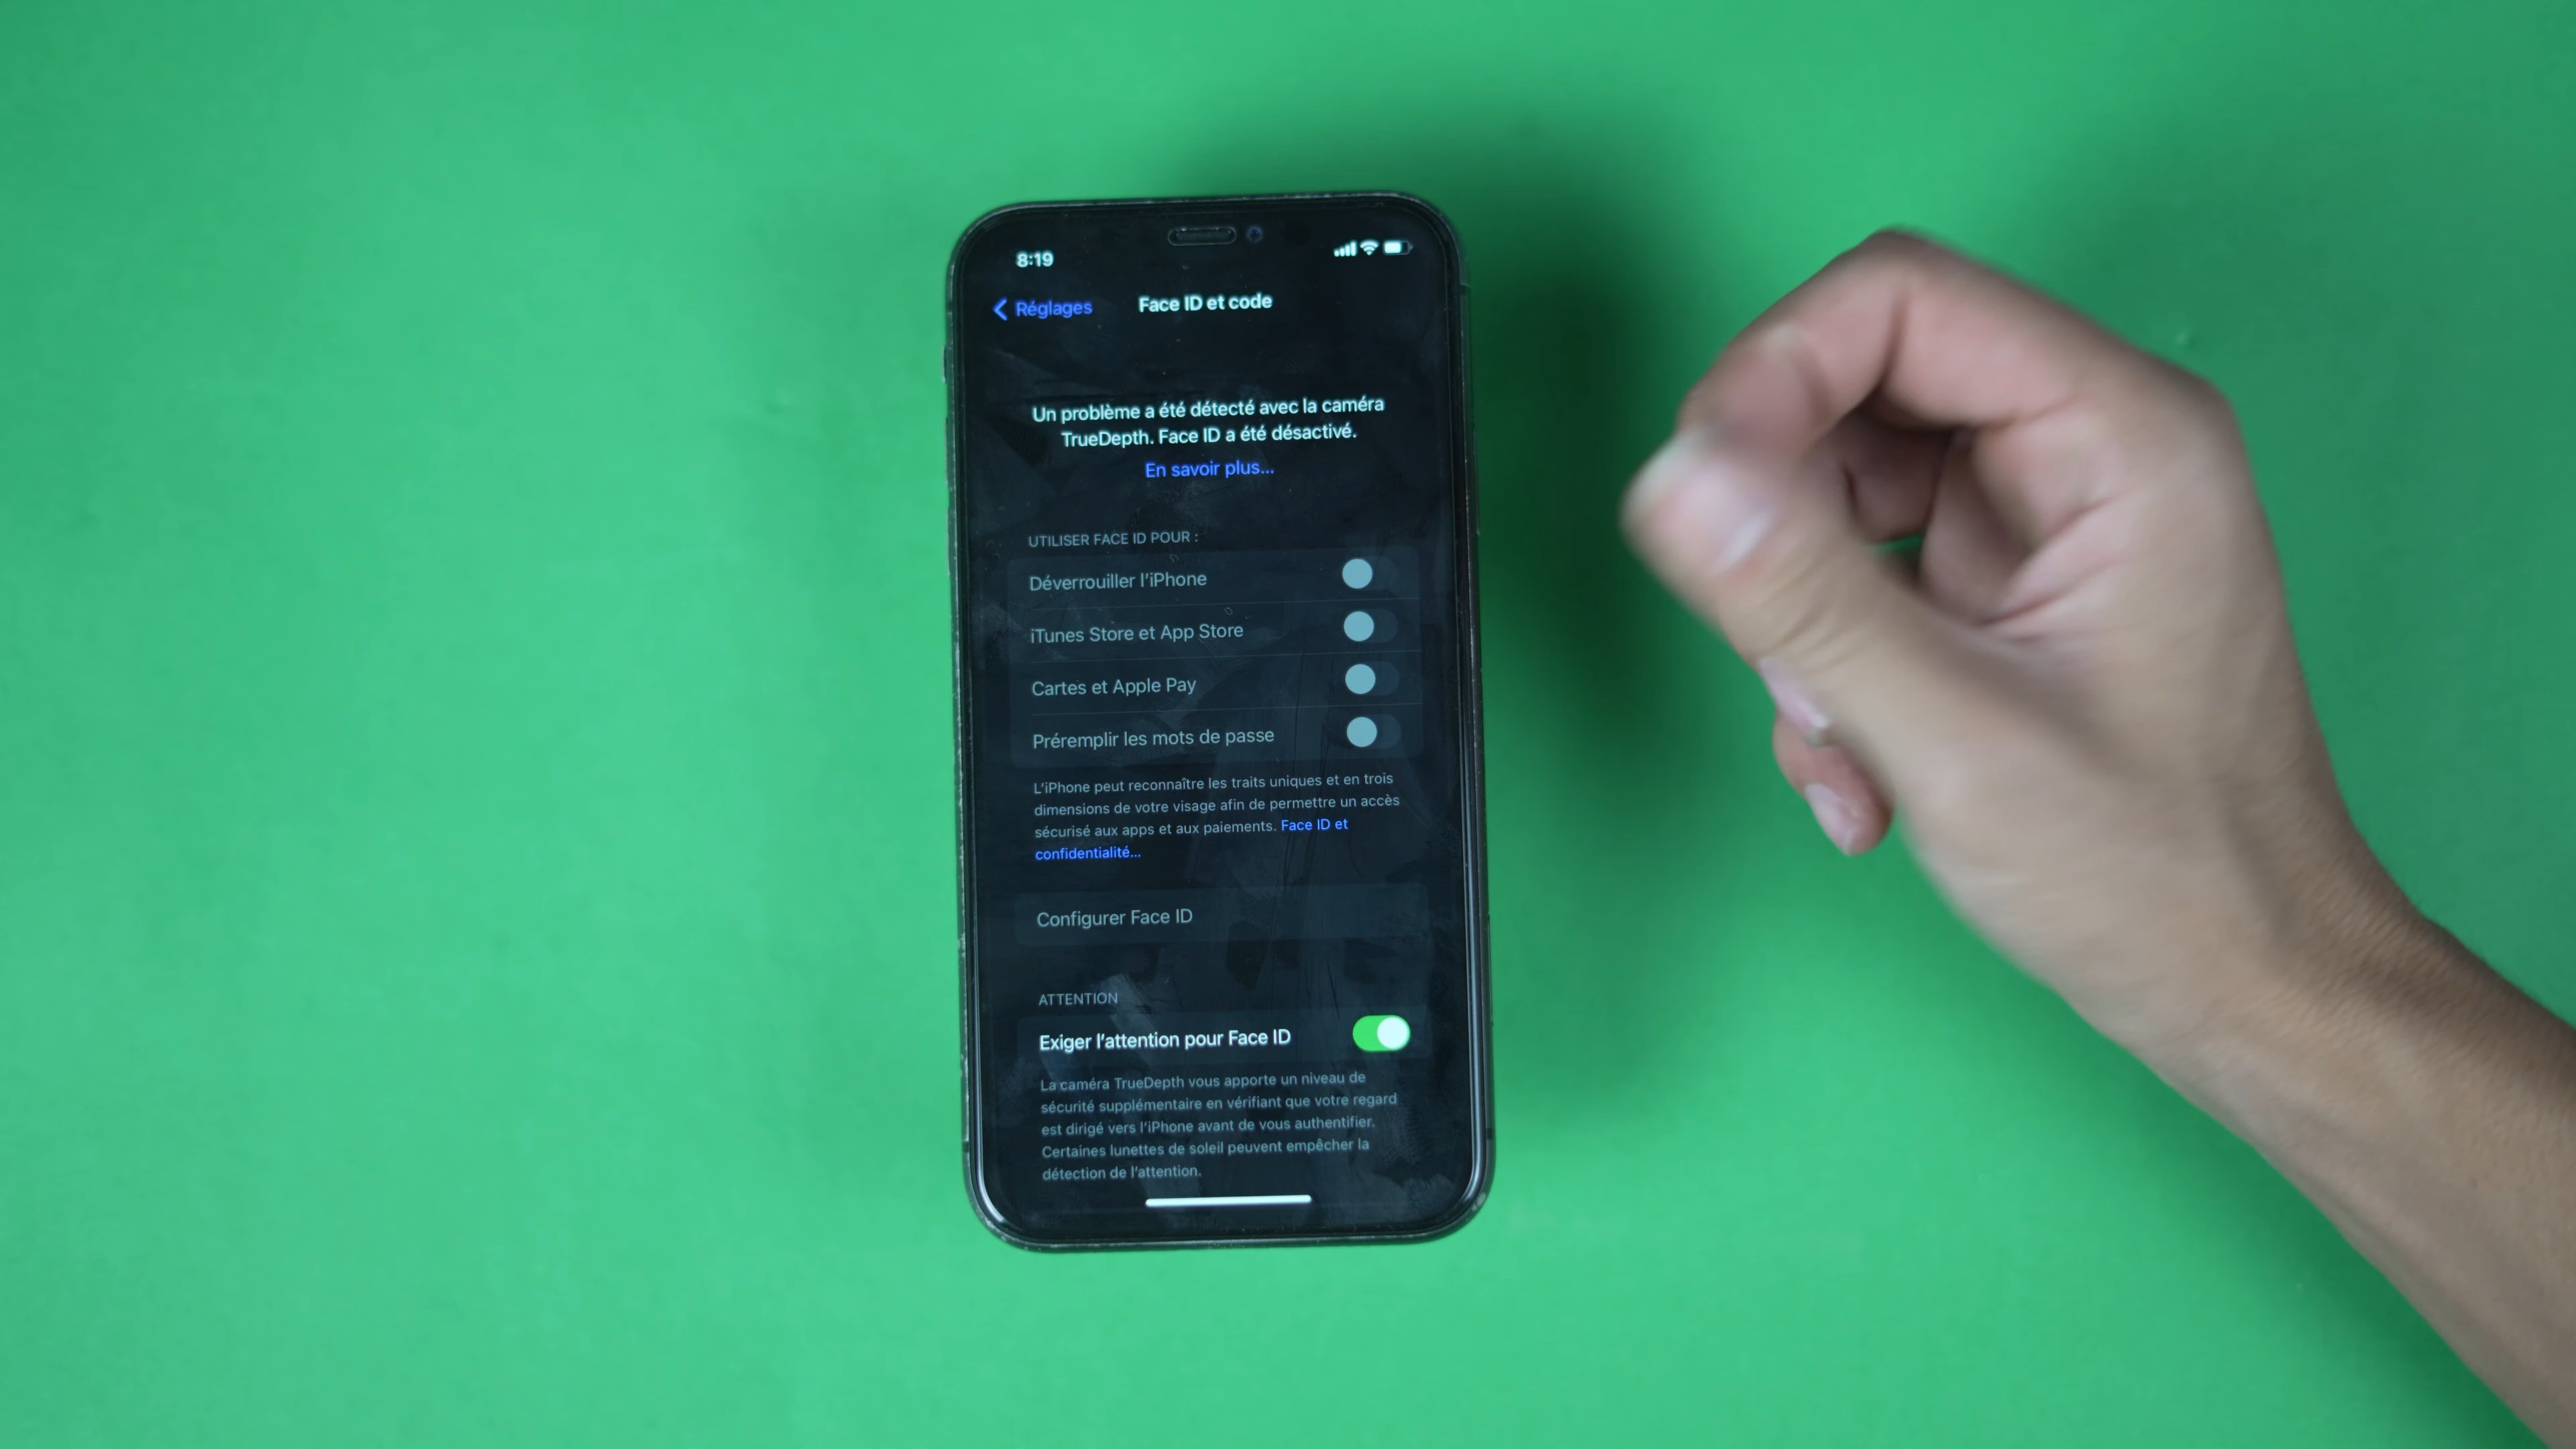 8:19
Réglages
Face ID et code
Un problème a été détecté avec la caméra
TrueDepth. Face ID a été désactivé.
En savoir plus...
UTILISER FACE ID POUR :
Déverrouiller l’iPhone
iTunes Store et App Store
Cartes et Apple Pay
Préremplir les mots de passe
L’iPhone peut reconnaître les traits uniques et en trois
dimensions de votre visage afin de permettre un accès
sécurisé aux apps et aux paiements. Face ID et
confidentialité...
Configurer Face ID
ATTENTION
Exiger l’attention pour Face ID
La caméra TrueDepth vous apporte un niveau de
sécurité supplémentaire en vérifiant que votre regard
est dirigé vers l’iPhone avant de vous authentifier.
Certaines lunettes de soleil peuvent empêcher la
détection de l’attention.